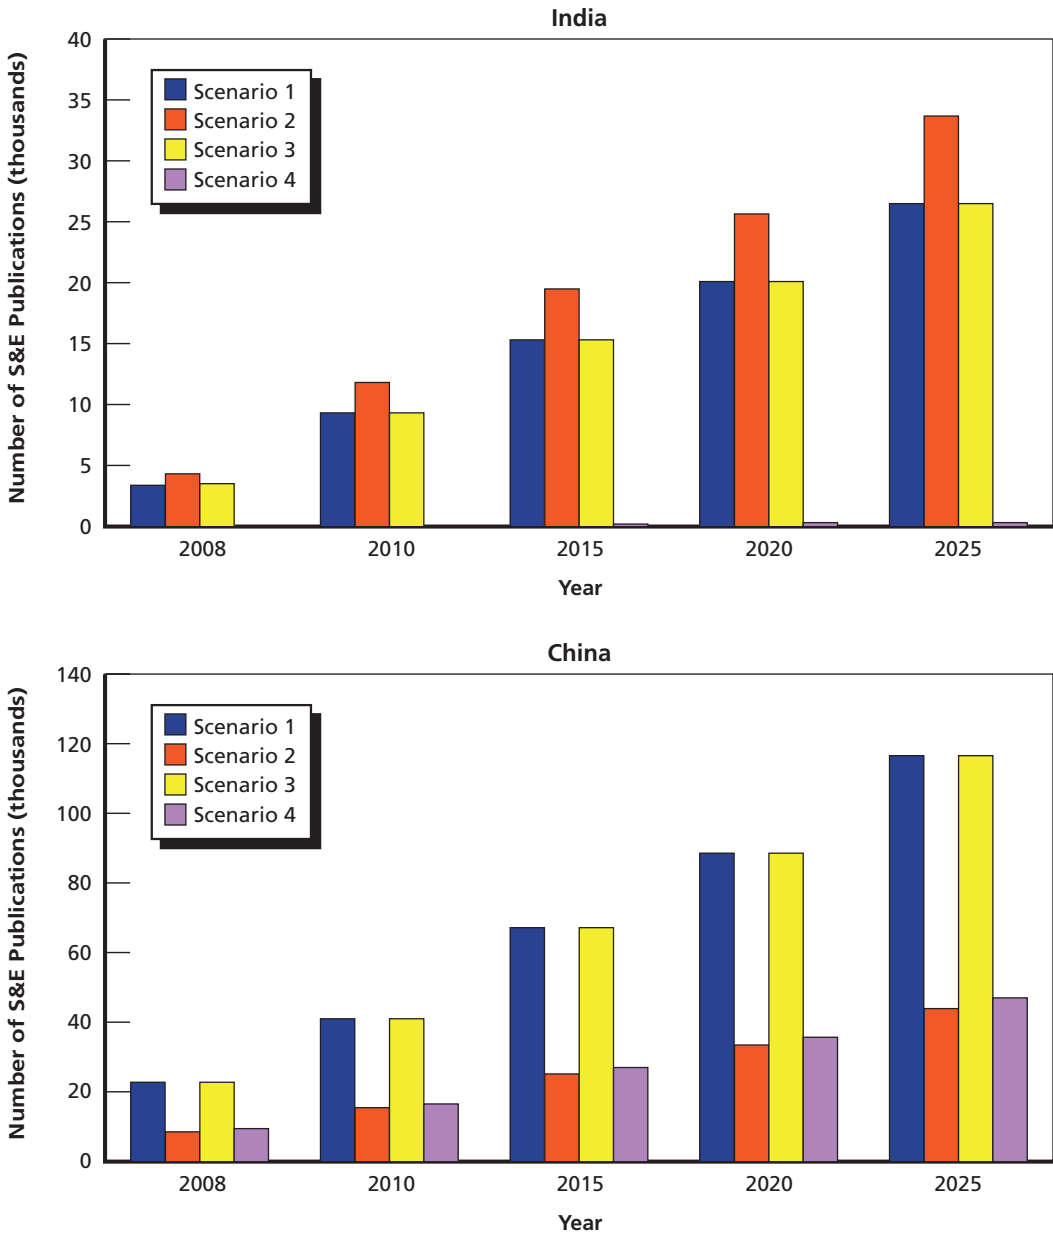 India
Number of S&E Publications (thousands)
40
35
30
25
20
15
10
5
0
Scenario 1
Scenario 2
Scenario 3
Scenario 4
2008 2010 2015 2020 2025
Year
China
Number of S&E Publications (thousands)
140
120
100
80
60
40
20
0
Scenario 1
Scenario 2
Scenario 3
Scenario 4
2008 2010 2015 2020 2025
Year